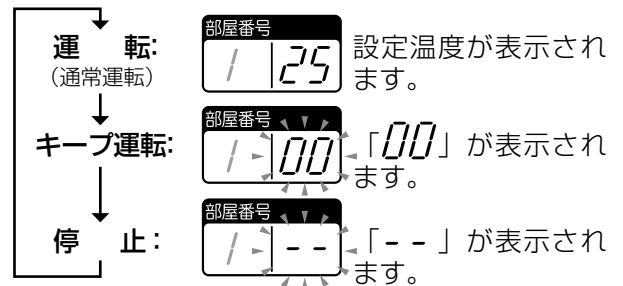 運 転:
(通常運転)
部屋番号
1 25
設定温度が表示され
ます。
キープ運転:
部屋番号
1 00
「00」が表示され
ます。
停 止:
部屋番号
1 --
「--」が表示され
ます。